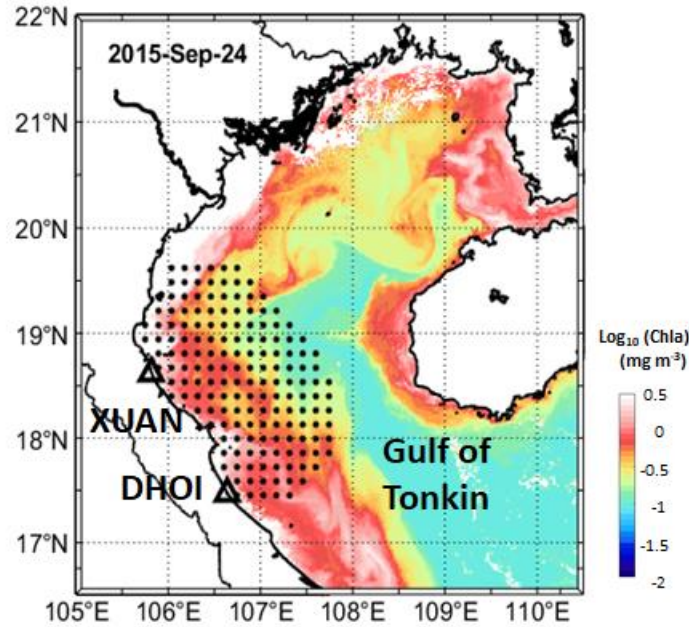 22°N
2015-Sep-24
21°N
20°N
19°N
18°N
17°N
XUAN
DHOI
Gulf of
Tonkin
105°E 106°E 107°E 108°E 109°E 110°E
Log₁₀ (Chla)
(mg m⁻³)
0.5
0
-0.5
-1
-1.5
-2